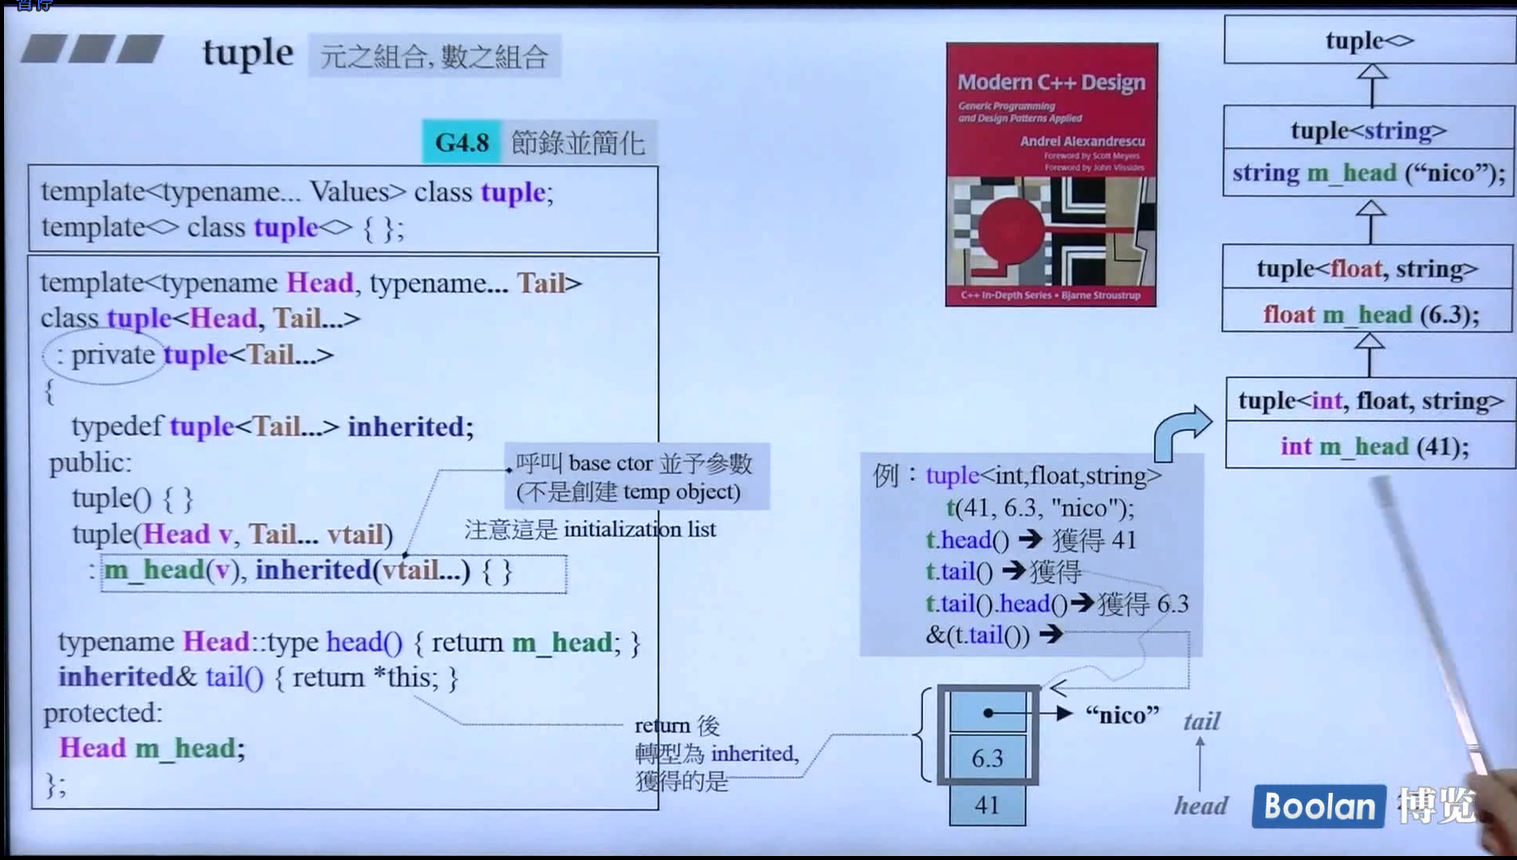 暫停
tuple 元之組合, 數之組合
G4.8 節錄並簡化
template<typename... Values> class tuple;
template<> class tuple<> { };
template<typename Head, typename... Tail>
class tuple<Head, Tail...>
: private tuple<Tail...>
{
typedef tuple<Tail...> inherited;
public:
tuple() { }
tuple(Head v, Tail... vtail)
: m_head(v), inherited(vtail...) { }
呼叫 base ctor 並予參數
(不是創建 temp object)
注意這是 initialization list
typename Head::type head() { return m_head; }
inherited& tail() { return *this; }
protected:
Head m_head;
};
return 後
轉型為 inherited,
獲得的是
Modern C++ Design
Generic Programming
and Design Patterns Applied
Andrei Alexandrescu
Foreword by Scott Meyers
Foreword by John Vlissides
C++ In-Depth Series • Bjarne Stroustrup
例：tuple<int,float,string>
t(41, 6.3, "nico");
t.head() ➔ 獲得 41
t.tail() ➔獲得
t.tail().head()➔獲得 6.3
&(t.tail()) ➔
“nico”
6.3
41
tail
head
tuple<>
tuple<string>
string m_head (“nico”);
tuple<float, string>
float m_head (6.3);
tuple<int, float, string>
int m_head (41);
Boolan 博览